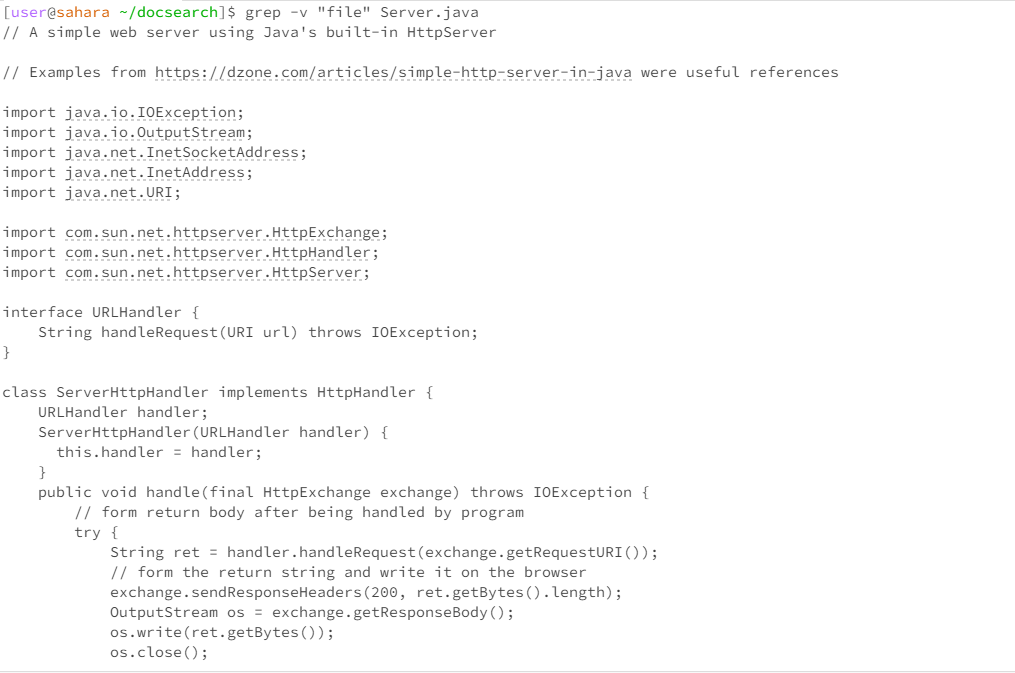 [user@sahara ~/docsearch]$ grep -v "file" Server.java
// A simple web server using Java's built-in HttpServer

// Examples from https://dzone.com/articles/simple-http-server-in-java were useful references

import java.io.IOException;
import java.io.OutputStream;
import java.net.InetSocketAddress;
import java.net.InetAddress;
import java.net.URI;

import com.sun.net.httpserver.HttpExchange;
import com.sun.net.httpserver.HttpHandler;
import com.sun.net.httpserver.HttpServer;

interface URLHandler {
    String handleRequest(URI url) throws IOException;
}

class ServerHttpHandler implements HttpHandler {
    URLHandler handler;
    ServerHttpHandler(URLHandler handler) {
      this.handler = handler;
    }
    public void handle(final HttpExchange exchange) throws IOException {
        // form return body after being handled by program
        try {
            String ret = handler.handleRequest(exchange.getRequestURI());
            // form the return string and write it on the browser
            exchange.sendResponseHeaders(200, ret.getBytes().length);
            OutputStream os = exchange.getResponseBody();
            os.write(ret.getBytes());
            os.close();